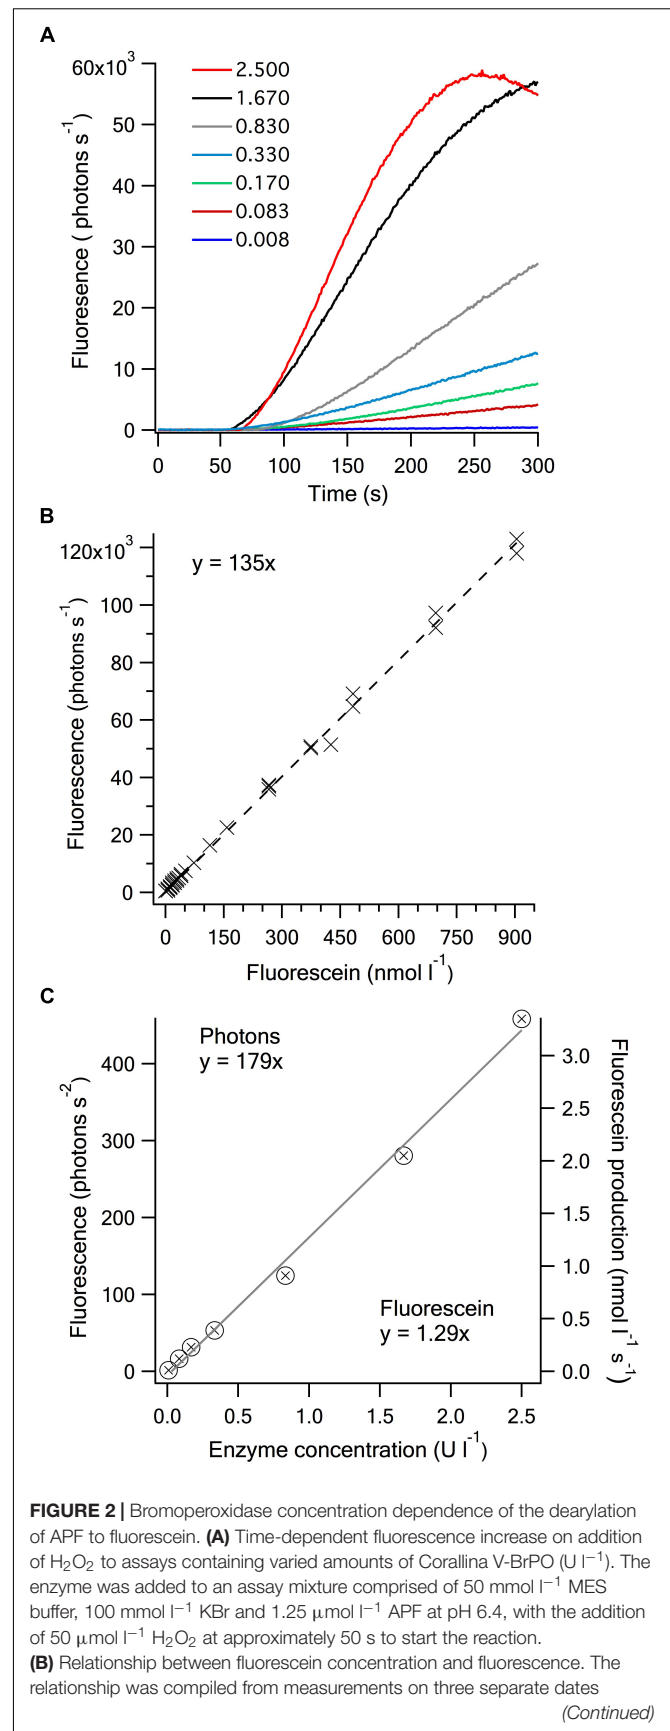 A
60x10³
50
40
30
20
10
0
Fluoresence ( photons s⁻¹)
2.500
1.670
0.830
0.330
0.170
0.083
0.008
0 50 100 150 200 250 300
Time (s)
B
120x10³
100
80
60
40
20
0
Fluorescence (photons s⁻¹)
y = 135x
0 150 300 450 600 750 900
Fluorescein (nmol l⁻¹)
C
Photons
y = 179x
400
300
200
100
0
Fluorescence (photons s⁻²)
3.0
2.5
2.0
1.5
1.0
0.5
0.0
Fluorescein production (nmol l⁻¹ s⁻¹)
Fluorescein
y = 1.29x
0.0 0.5 1.0 1.5 2.0 2.5
Enzyme concentration (U l⁻¹)
FIGURE 2 | Bromoperoxidase concentration dependence of the dearylation
of APF to fluorescein. (A) Time-dependent fluorescence increase on addition
of H₂O₂ to assays containing varied amounts of Corallina V-BrPO (U l⁻¹). The
enzyme was added to an assay mixture comprised of 50 mmol l⁻¹ MES
buffer, 100 mmol l⁻¹ KBr and 1.25 μmol l⁻¹ APF at pH 6.4, with the addition
of 50 μmol l⁻¹ H₂O₂ at approximately 50 s to start the reaction.
(B) Relationship between fluorescein concentration and fluorescence. The
relationship was compiled from measurements on three separate dates
(Continued)